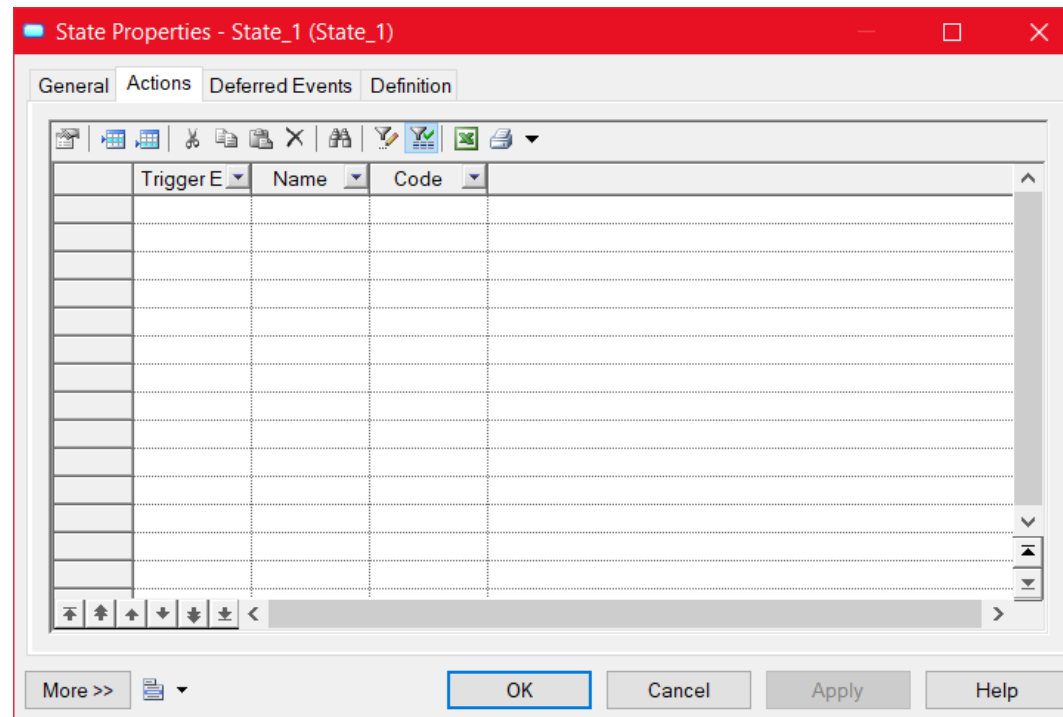 State Properties - State_1 (State_1)
General Actions Deferred Events Definition
Trigger E Name Code
More >> OK Cancel Apply Help